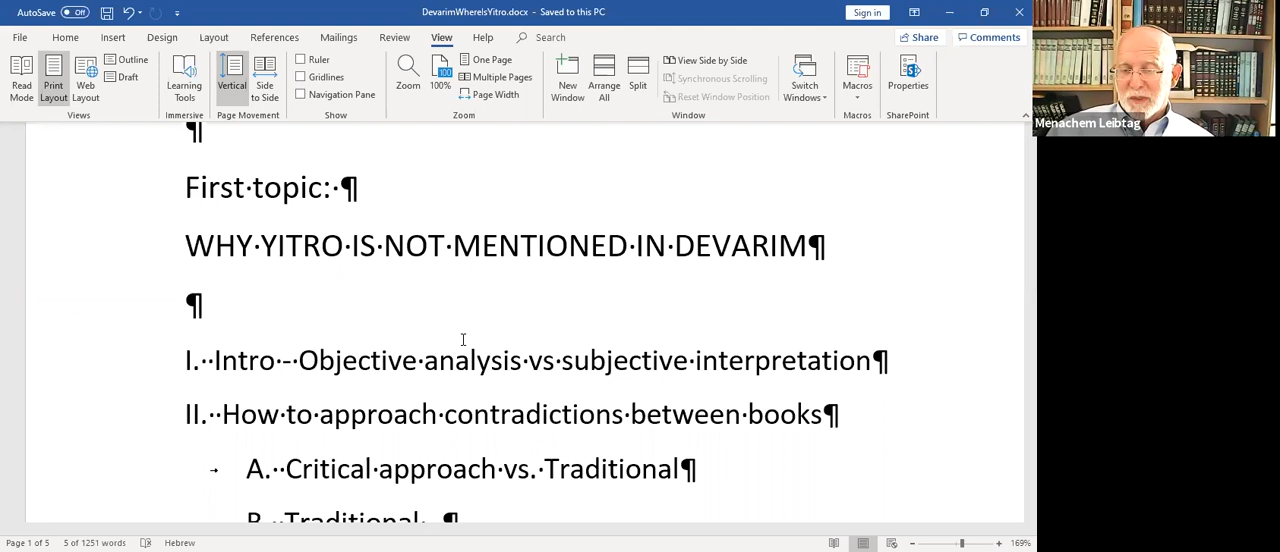 AutoSave Off DevarimWhereIsYitro.docx - Saved to this PC Sign in
File Home Insert Design Layout References Mailings Review View Help Search Share Comments
Read Mode
Print Layout
Web Layout
Outline
Draft
Views
Learning Tools
Immersive
Vertical
Side to Side
Page Movement
Ruler
Gridlines
Navigation Pane
Show
Zoom
100%
One Page
Multiple Pages
Page Width
Zoom
New Window
Arrange All
Split
View Side by Side
Synchronous Scrolling
Reset Window Position
Switch Windows
Window
Macros
Macros
Properties
SharePoint
Menachem Leibtag
¶
First·topic:·¶
WHY·YITRO·IS·NOT·MENTIONED·IN·DEVARIM¶
¶
I.··Intro·-·Objective·analysis·vs·subjective·interpretation¶
II.··How·to·approach·contradictions·between·books¶
→ A.··Critical·approach·vs.·Traditional¶
B.··Traditional··¶
Page 1 of 5 5 of 1251 words Hebrew 169%